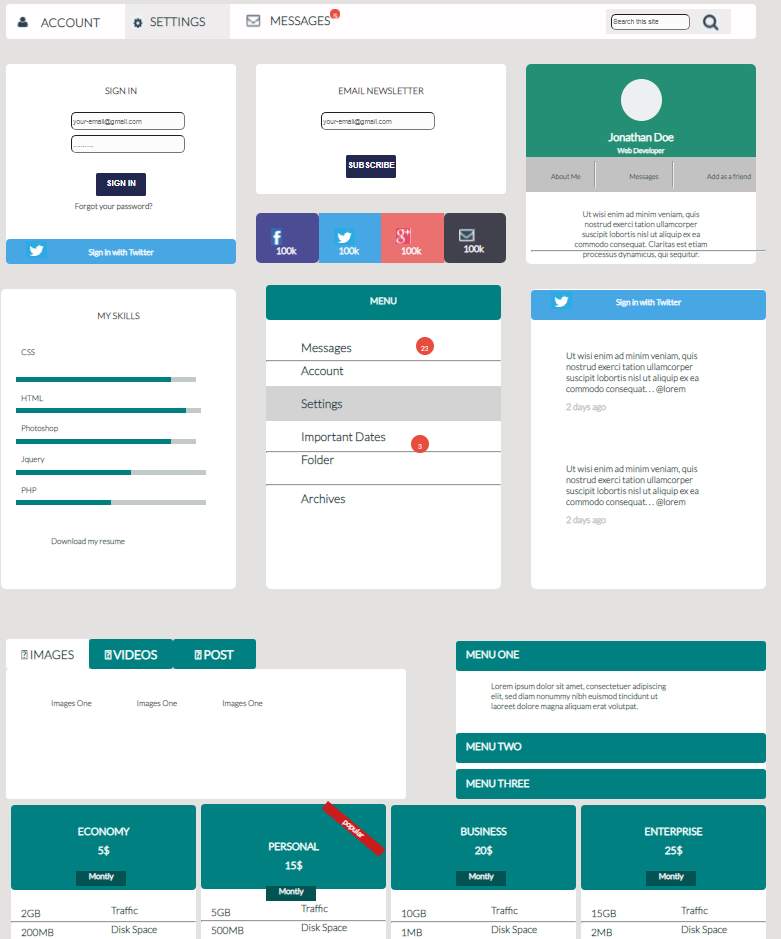 ACCOUNT
SETTINGS
MESSAGES
Search this site
SIGN IN
your-email@gmail.com
..........
SIGN IN
Forgot your password?
Sign in with Twitter
EMAIL NEWSLETTER
your-email@gmail.com
SUBSCRIBE
100k
100k
100k
100k
Jonathan Doe
Web Developer
About Me
Messages
Add as a friend
Ut wisi enim ad minim veniam, quis
nostrud exerci tation ullamcorper
suscipit lobortis nisl ut aliquip ex ea
commodo consequat. Claritas est etiam
processus dynamicus, qui sequitur.
MY SKILLS
CSS
HTML
Photoshop
Jquery
PHP
Download my resume
MENU
Messages
23
Account
Settings
Important Dates
3
Folder
Archives
Sign in with Twitter
Ut wisi enim ad minim veniam, quis
nostrud exerci tation ullamcorper
suscipit lobortis nisl ut aliquip ex ea
commodo consequat. . . @lorem
2 days ago
Ut wisi enim ad minim veniam, quis
nostrud exerci tation ullamcorper
suscipit lobortis nisl ut aliquip ex ea
commodo consequat. . . @lorem
2 days ago
IMAGES
VIDEOS
POST
Images One
Images One
Images One
MENU ONE
Lorem ipsum dolor sit amet, consectetuer adipiscing
elit, sed diam nonummy nibh euismod tincidunt ut
laoreet dolore magna aliquam erat volutpat.
MENU TWO
MENU THREE
ECONOMY
5$
Montly
2GB Traffic
200MB Disk Space
popular
PERSONAL
15$
Montly
5GB Traffic
500MB Disk Space
BUSINESS
20$
Montly
10GB Traffic
1MB Disk Space
ENTERPRISE
25$
Montly
15GB Traffic
2MB Disk Space